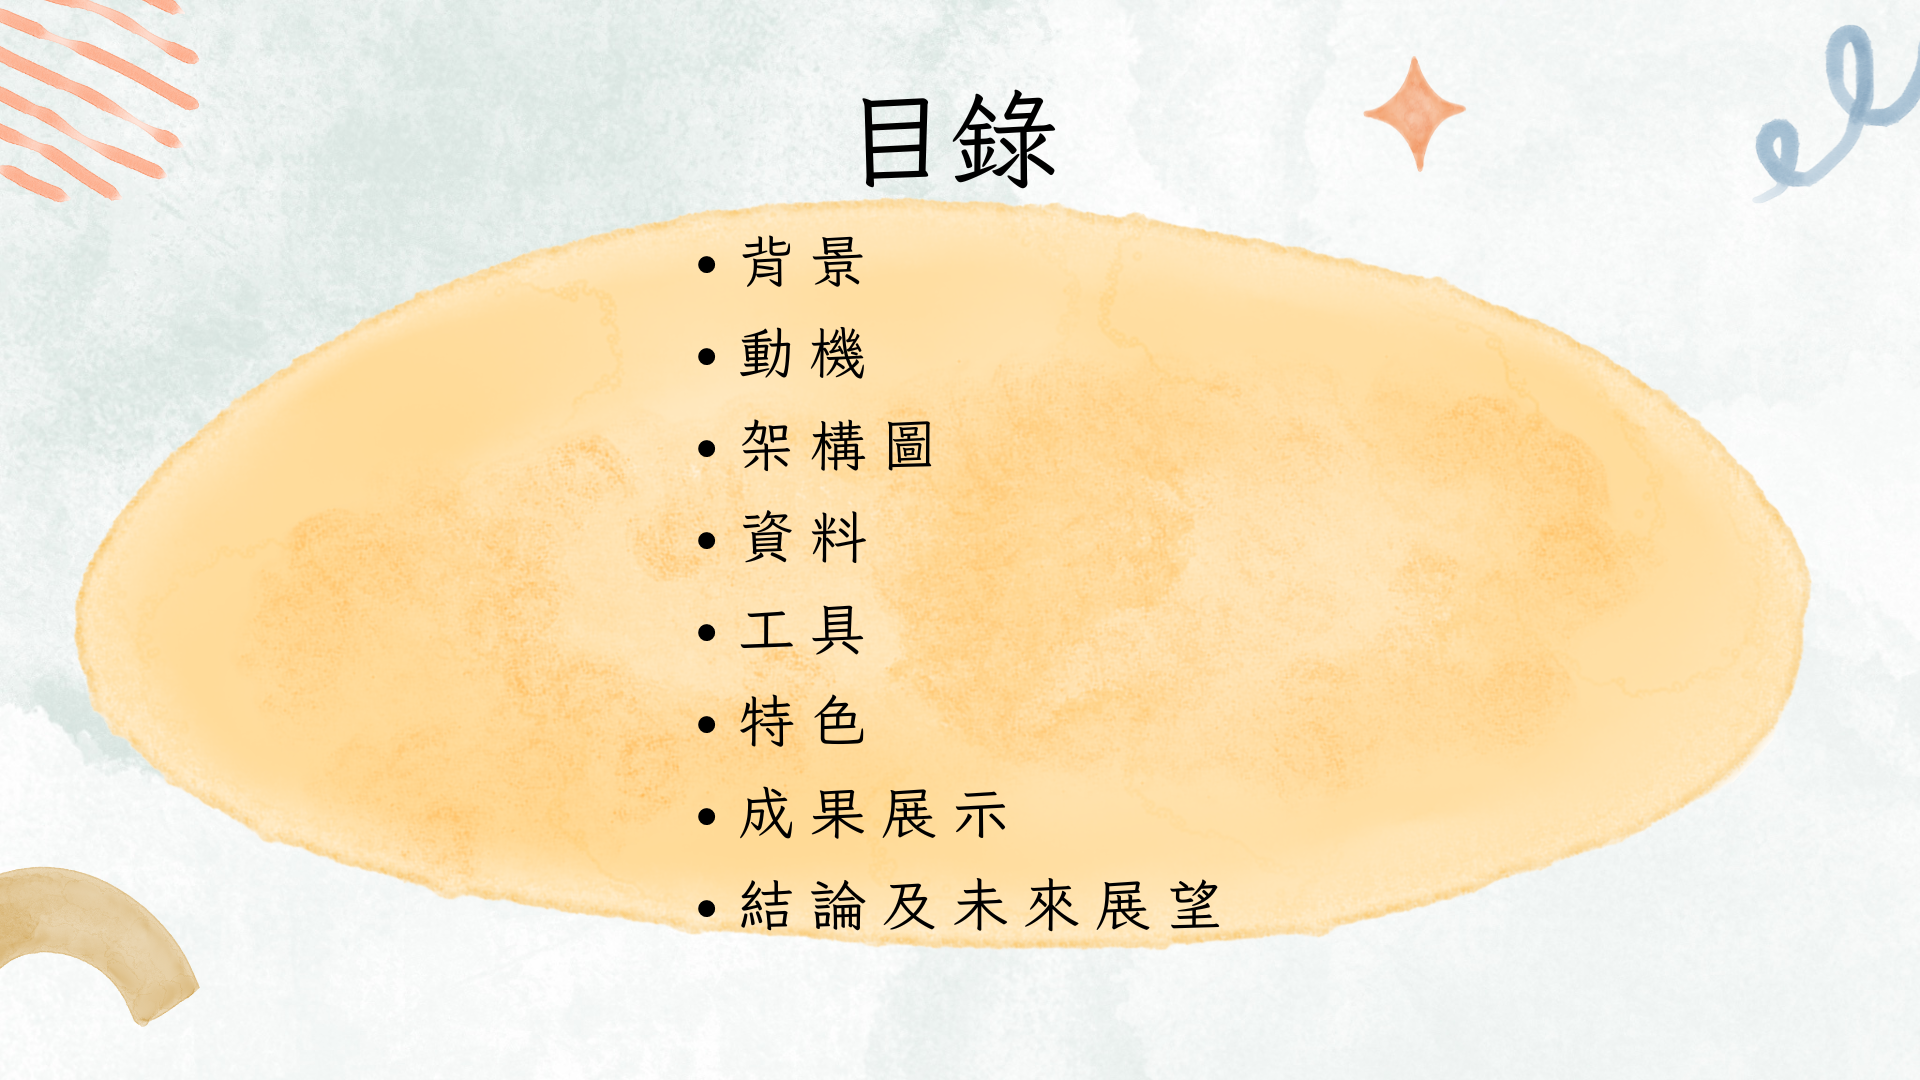 目錄
• 背景
• 動機
• 架構圖
• 資料
• 工具
• 特色
• 成果展示
• 結論及未來展望